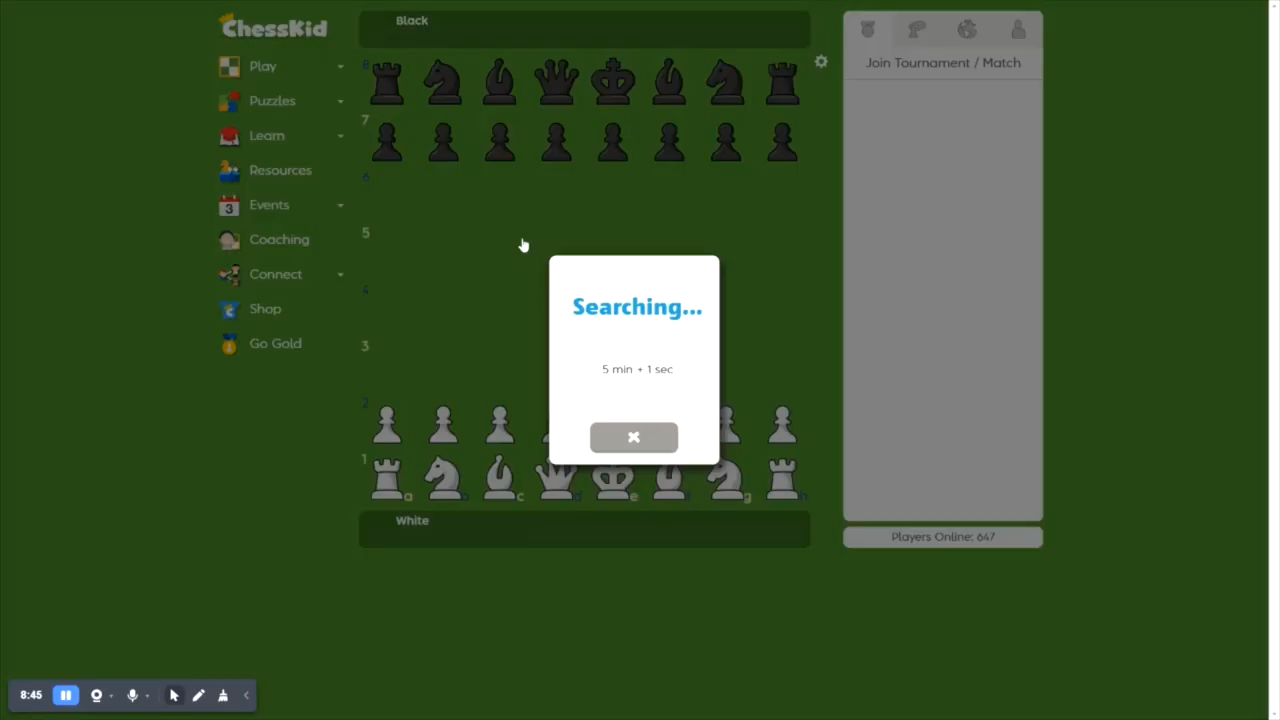 ChessKid
Play
Puzzles
Learn
Resources
3
Events
Coaching
Connect
Shop
Go Gold
Black
8
7
6
5
4
3
2
1
a
c
d
e
f
g
h
White
Searching...
5 min + 1 sec
Join Tournament / Match
Players Online: 647
8:45